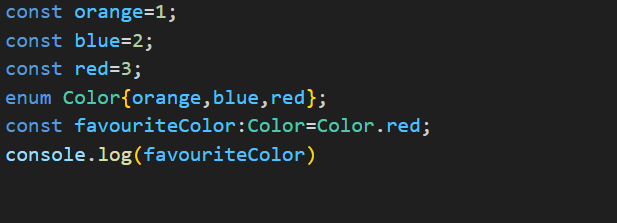 const orange=1;
const blue=2;
const red=3;
enum Color{orange,blue,red};
const favouriteColor:Color=Color.red;
console.log(favouriteColor)